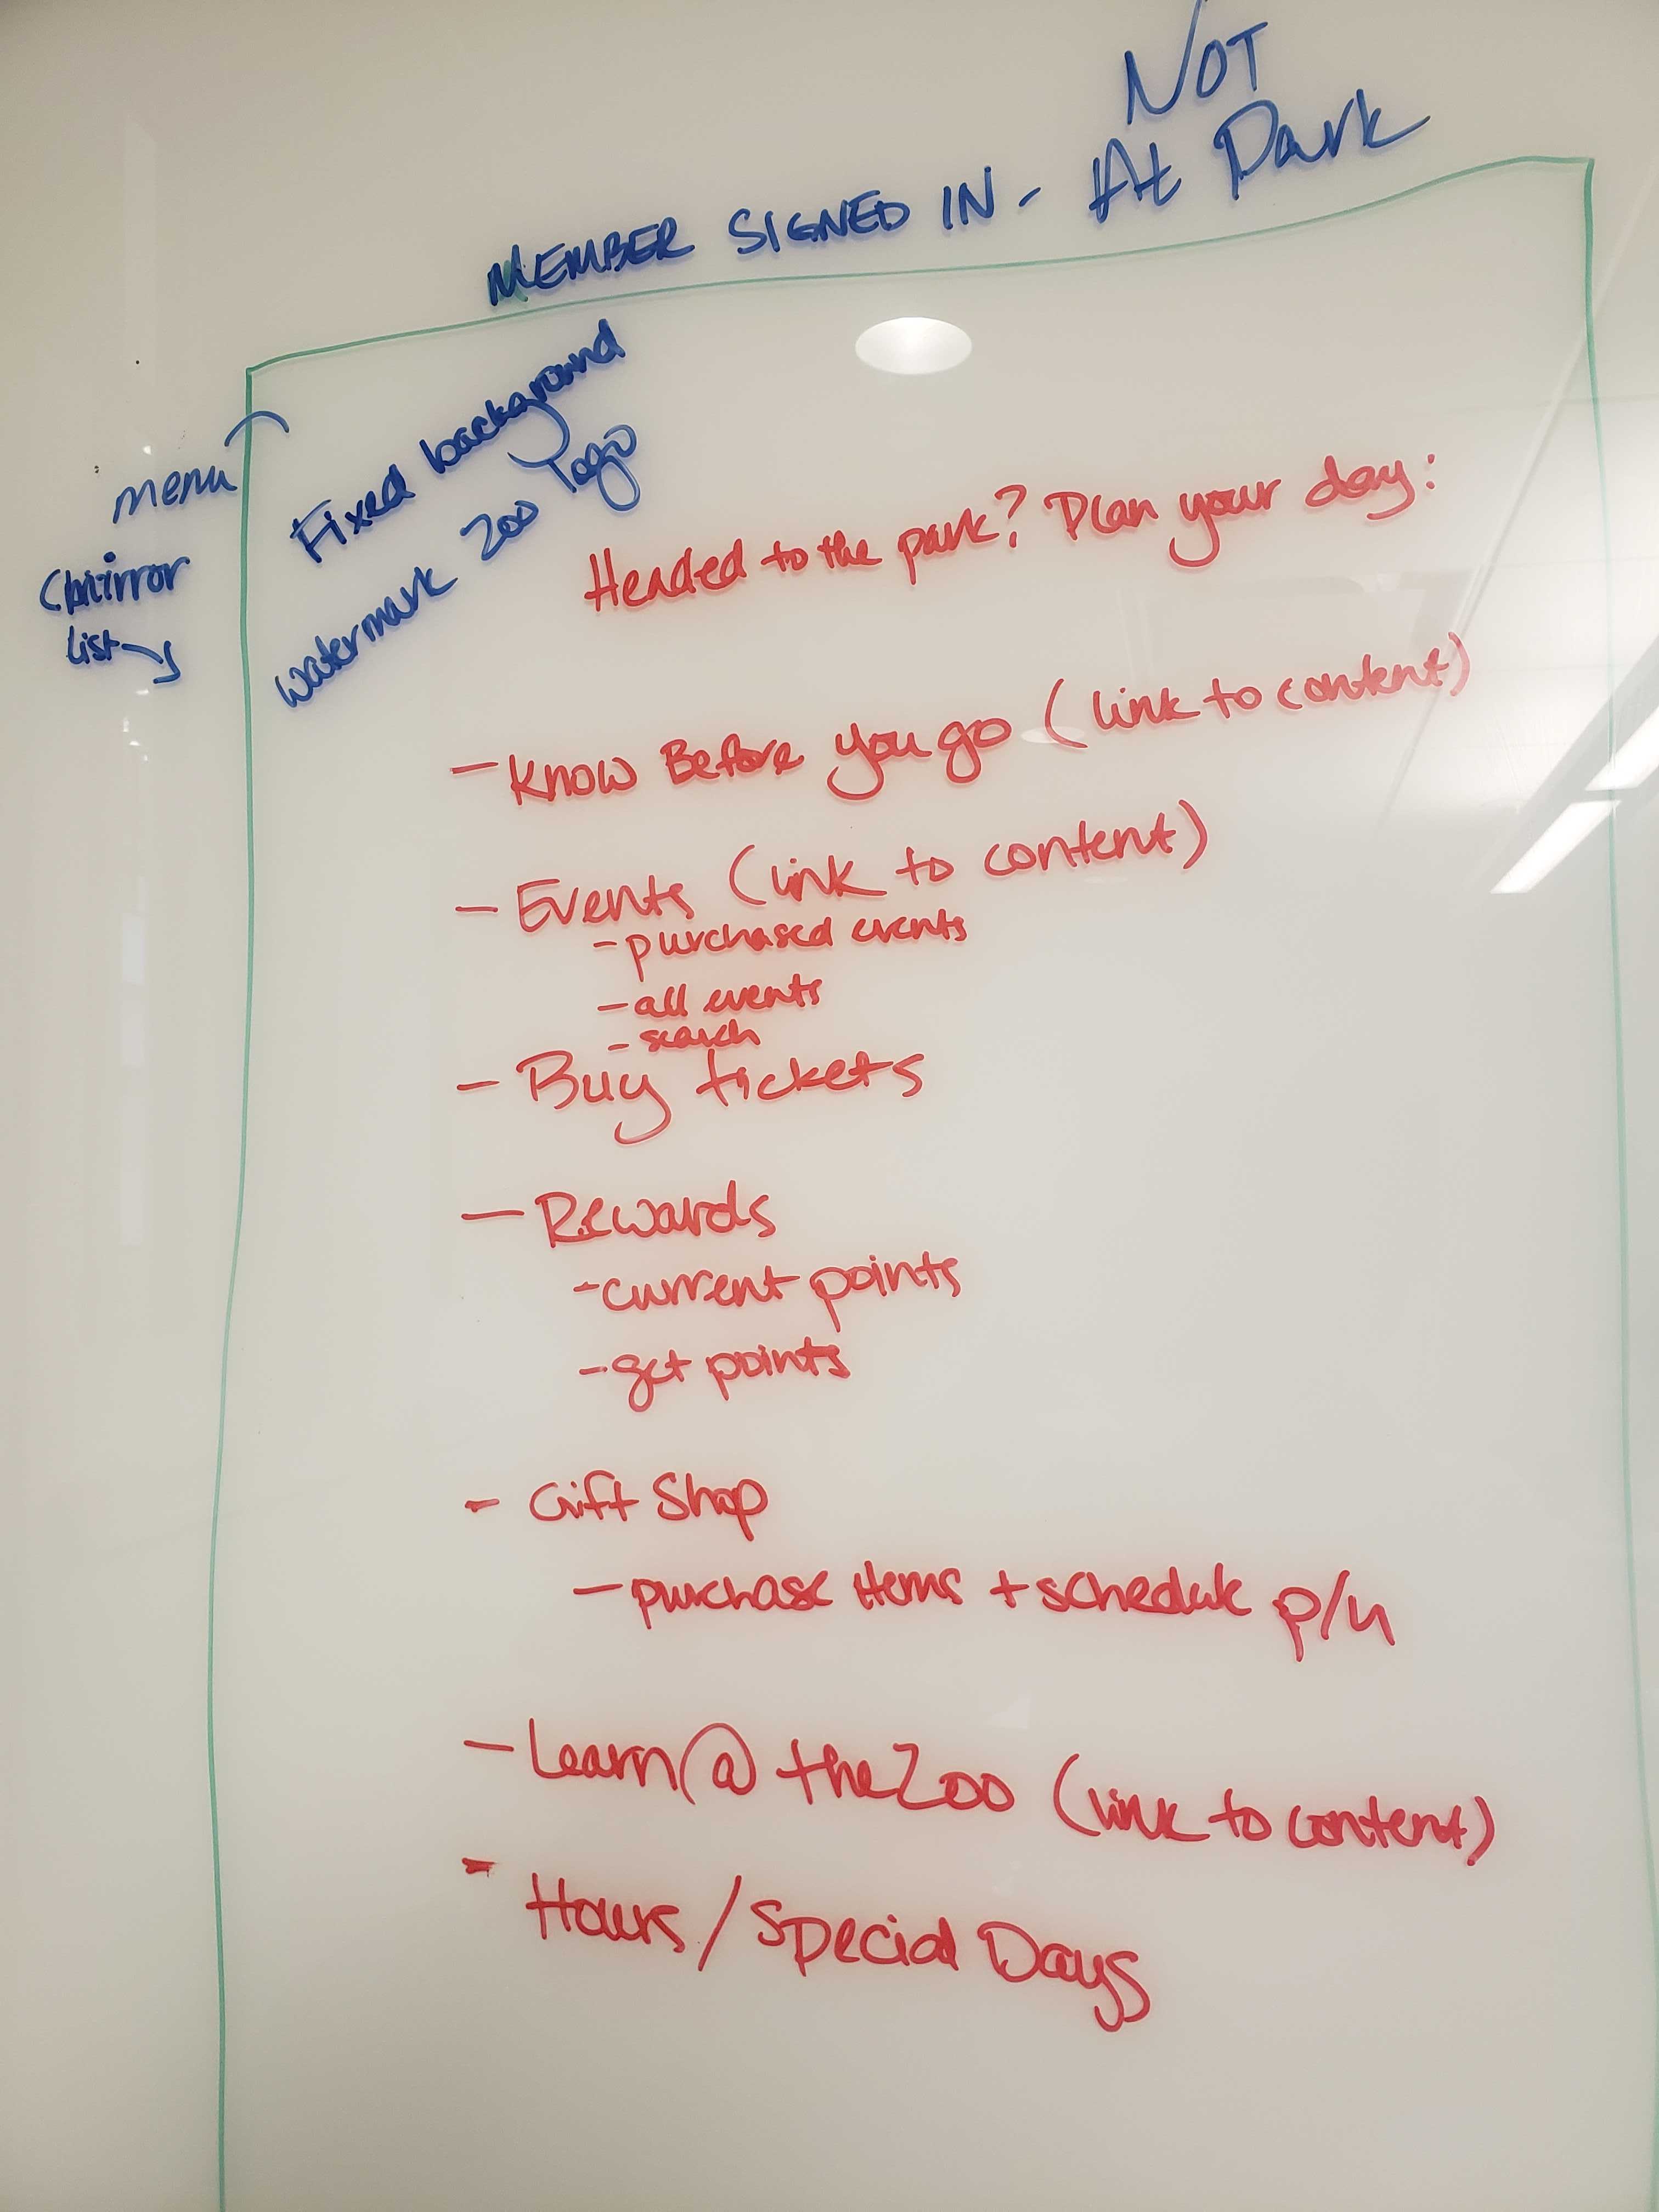 NOT
MEMBER SIGNED IN - At Park
menu
mirror
list
Fixed background
watermark zoo logo
Headed to the park? Plan your day:
- Know Before you go (link to content)
- Events (link to content)
- purchased events
- all events
- search
- Buy tickets
- Rewards
- current points
- get points
- Gift Shop
- purchase items + schedule p/u
- Learn @ the Zoo (link to content)
- Hours / Special Days